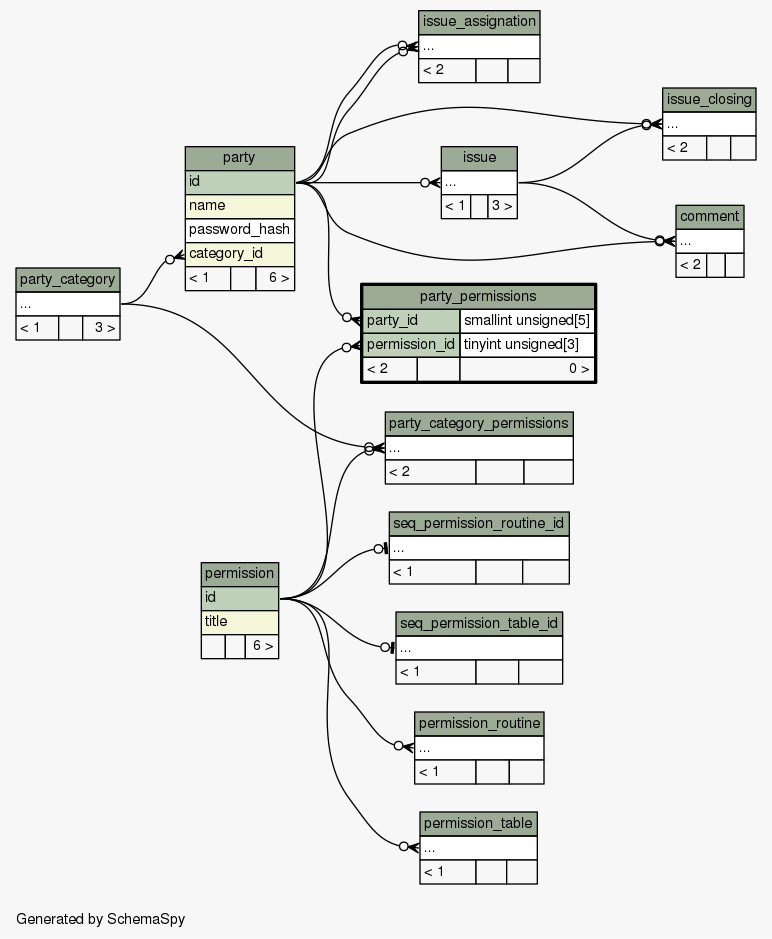 issue_assignation
...
< 2
issue_closing
...
< 2
party
id
name
password_hash
category_id
< 1 6 >
issue
...
< 1 3 >
comment
...
< 2
party_category
...
< 1 3 >
party_permissions
party_id smallint unsigned[5]
permission_id tinyint unsigned[3]
< 2 0 >
party_category_permissions
...
< 2
seq_permission_routine_id
...
< 1
permission
id
title
6 >
seq_permission_table_id
...
< 1
permission_routine
...
< 1
permission_table
...
< 1
Generated by SchemaSpy